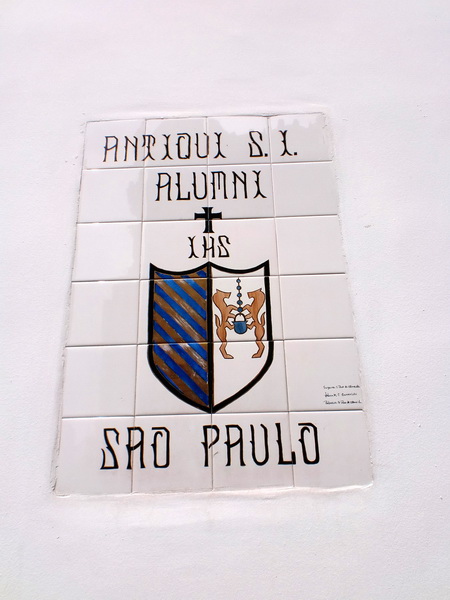 ANTIQUI S. I.
ALUMNI
IHS
SAO PAULO